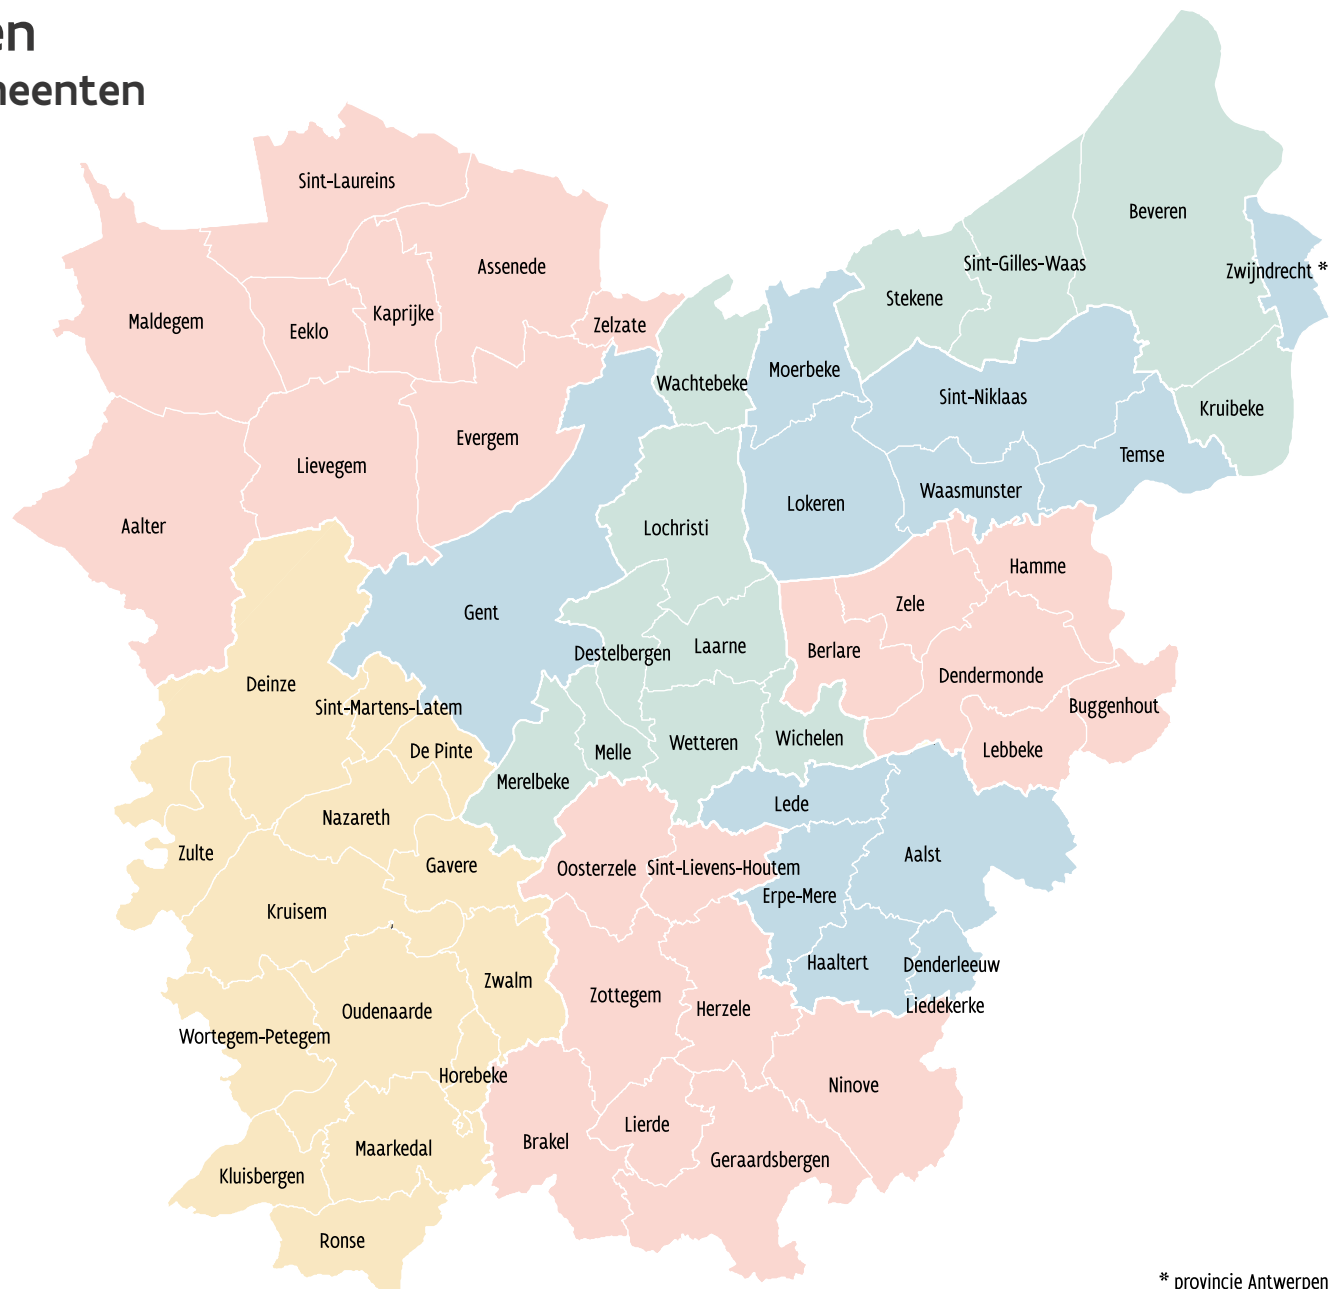 en
meenten
Sint-Laureins
Beveren
Assenede
Sint-Gilles-Waas
Zwijndrecht *
Stekene
Kaprijke
Maldegem
Zelzate
Eeklo
Moerbeke
Wachtebeke
Sint-Niklaas
Kruibeke
Evergem
Temse
Lievegem
Waasmunster
Lokeren
Aalter
Lochristi
Hamme
Zele
Gent
Laarne
Berlare
Destelbergen
Dendermonde
Deinze
Sint-Martens-Latem
Buggenhout
Wichelen
Wetteren
De Pinte
Melle
Lebbeke
Merelbeke
Lede
Nazareth
Zulte
Aalst
Gavere
Oosterzele
Sint-Lievens-Houtem
Erpe-Mere
Kruisem
Haaltert
Denderleeuw
Zwalm
Zottegem
Liedekerke
Herzele
Oudenaarde
Wortegem-Petegem
Horebeke
Ninove
Lierde
Brakel
Maarkedal
Geraardsbergen
Kluisbergen
Ronse
* provincie Antwerpen